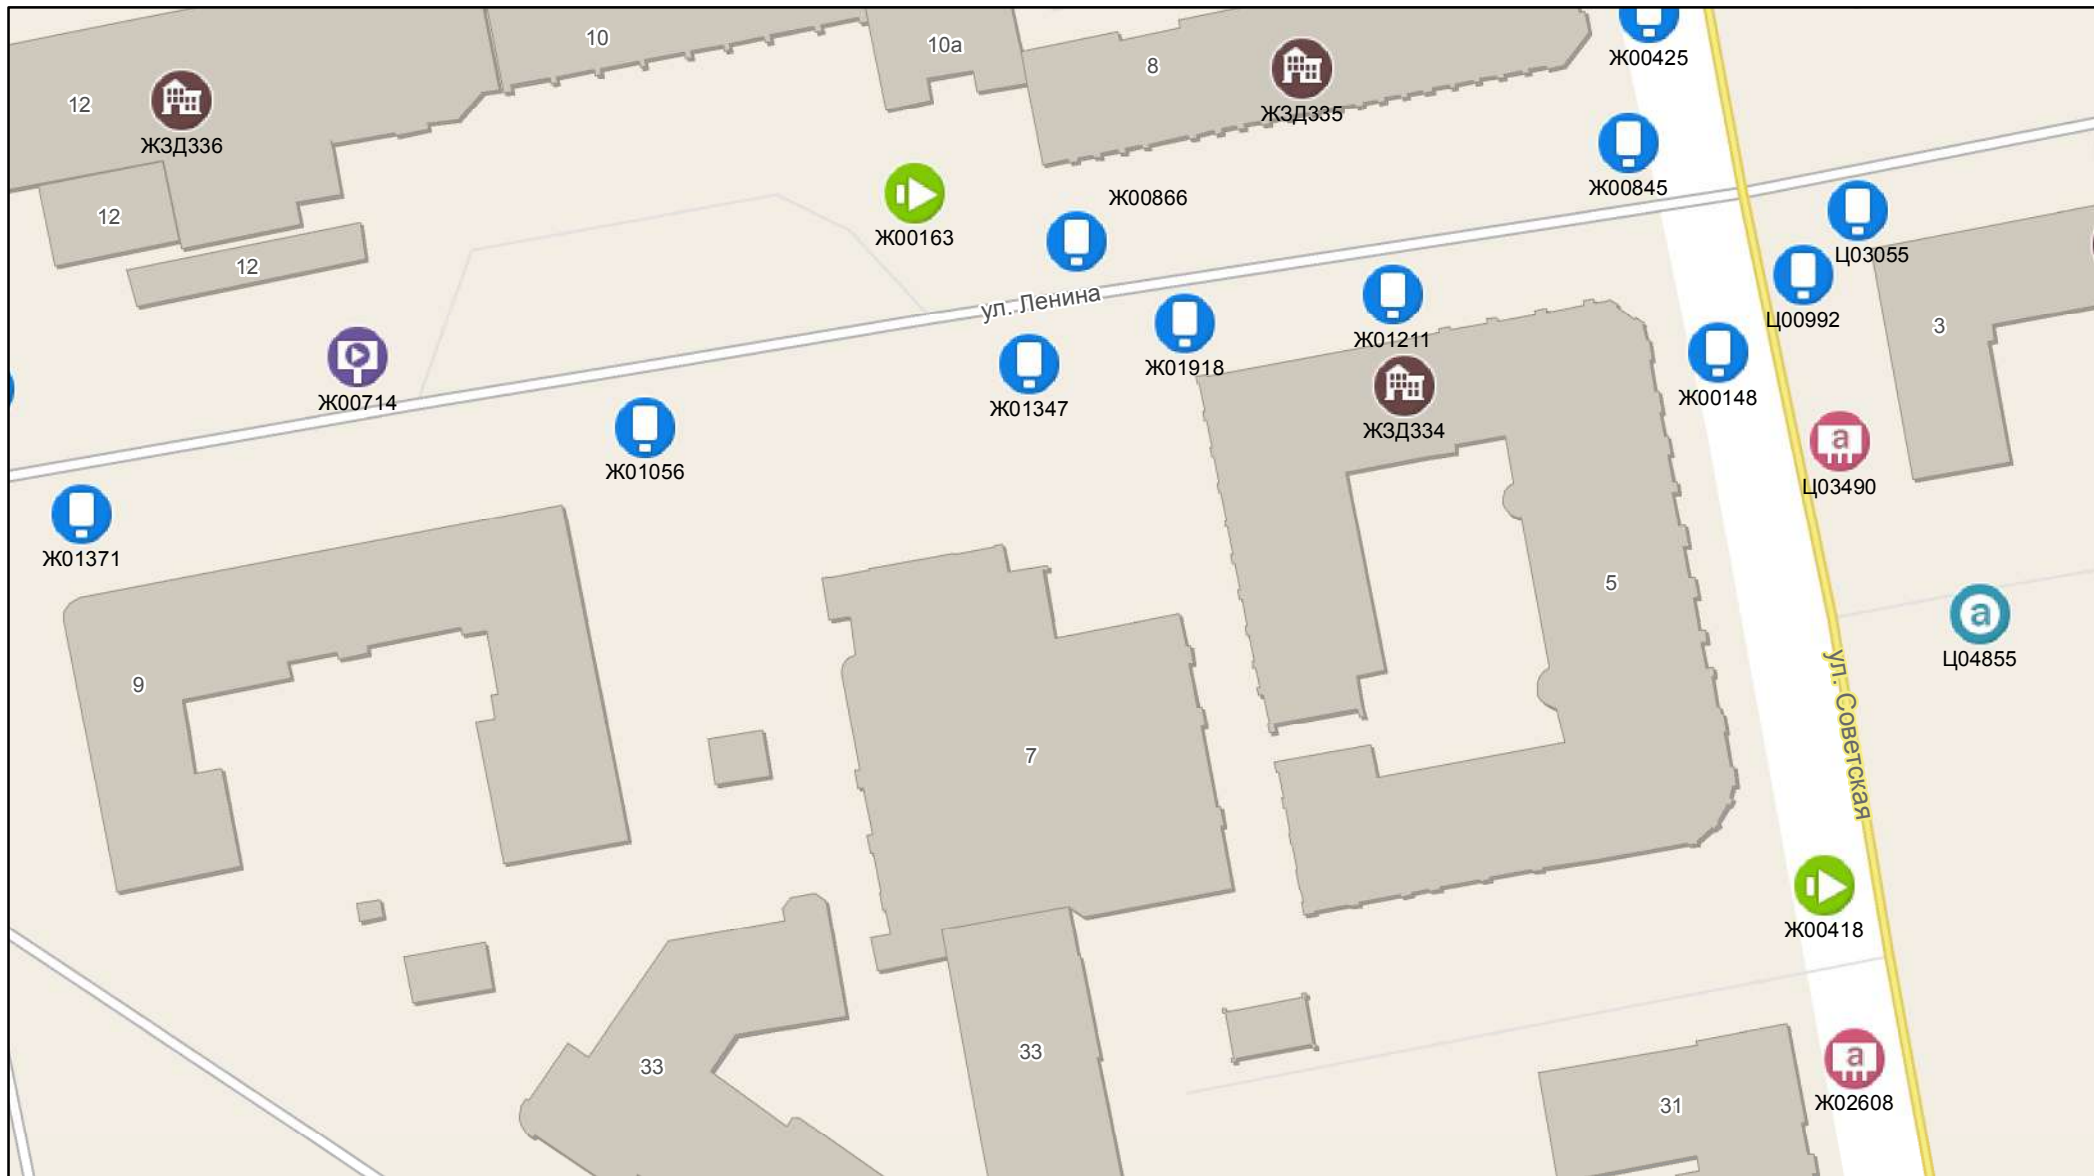 10
10а
8
Ж00425
12
ЖЗД336
ЖЗД335
Ж00845
Ж00866
12
Ж00163
12
Ц03055
ул. Ленина
Ц00992
3
Ж01211
Ж01918
Ж00714
Ж01347
Ж00148
ЖЗД334
Ж01056
а
Ц03490
Ж01371
5
а
Ц04855
9
ул. Советская
7
Ж00418
33
33
а
31
Ж02608